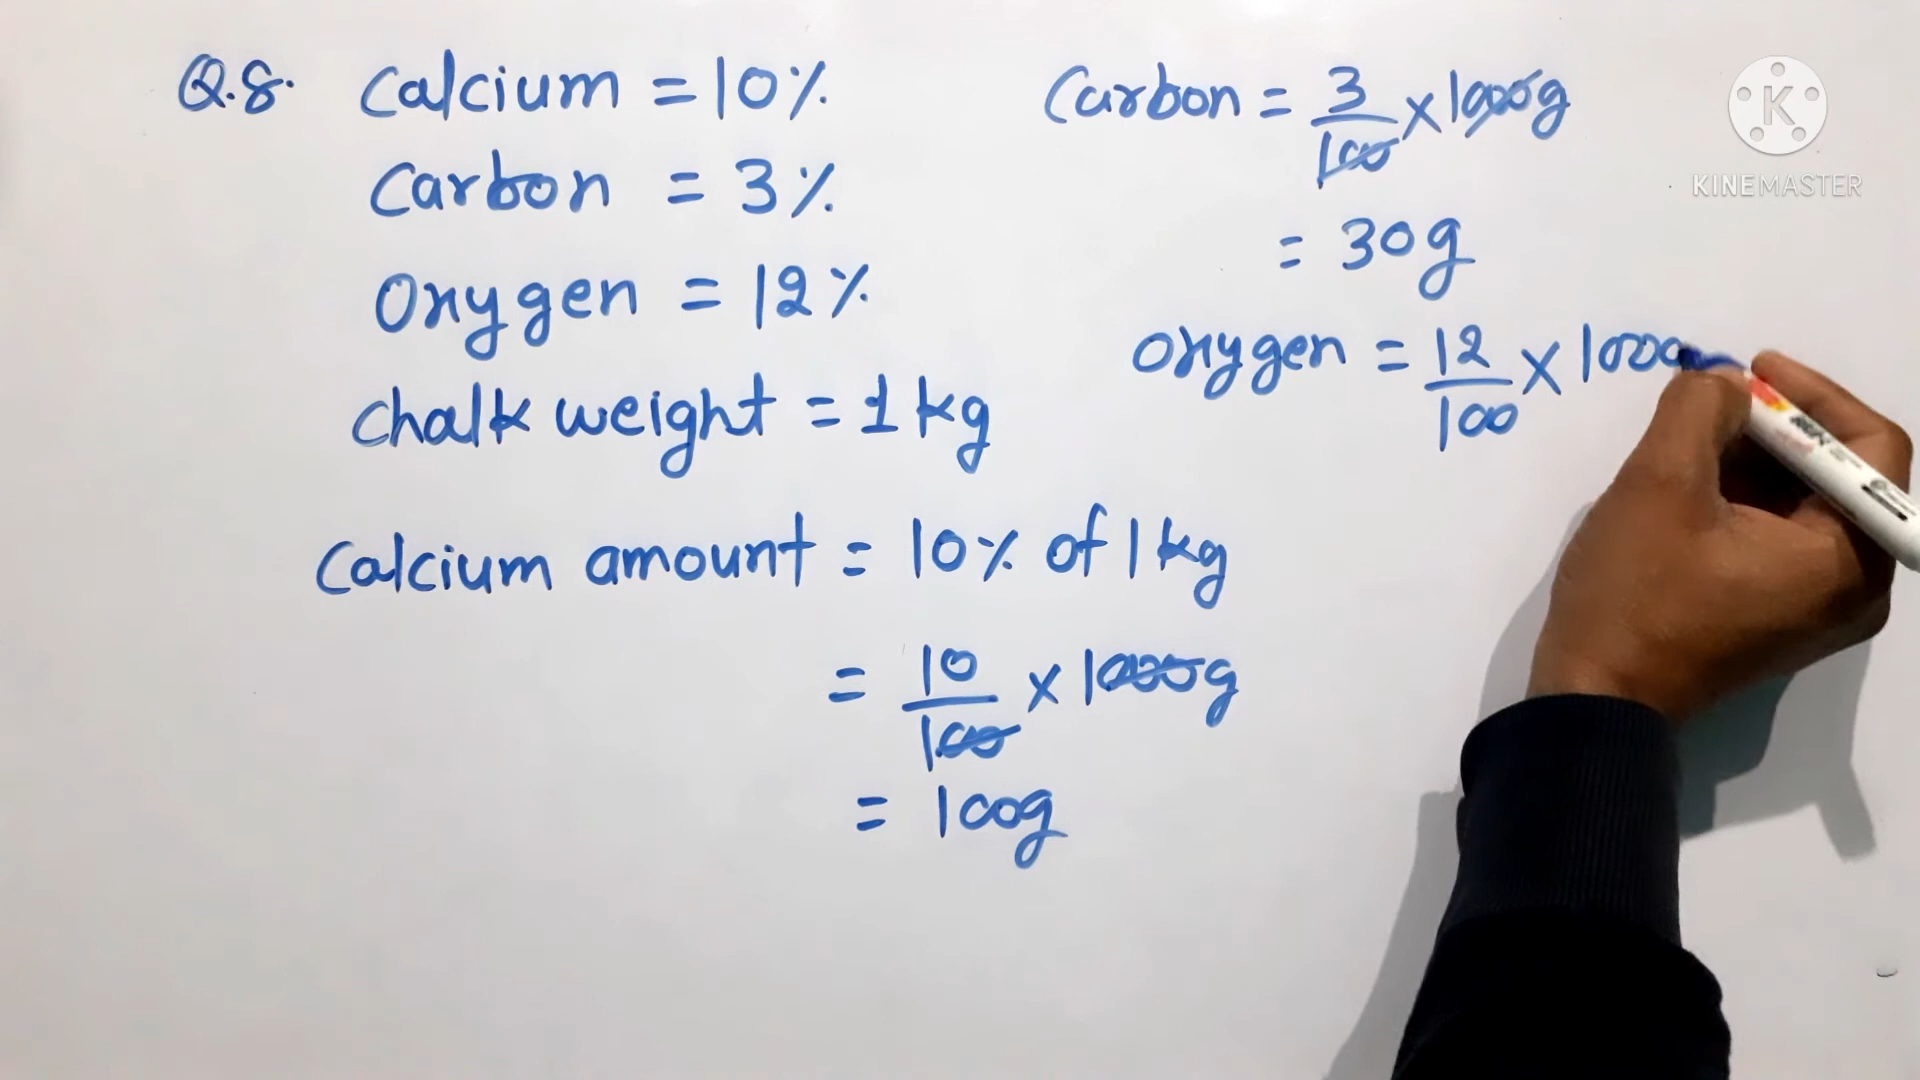 Q.8. Calcium = 10%
Carbon = 3%
Oxygen = 12%
Chalk weight = 1 kg
Calcium amount = 10% of 1 kg
= 10/100 × 1000g
= 100g
Carbon = 3/100 × 1000g
= 30g
Oxygen = 12/100 × 1000
K
KINEMASTER